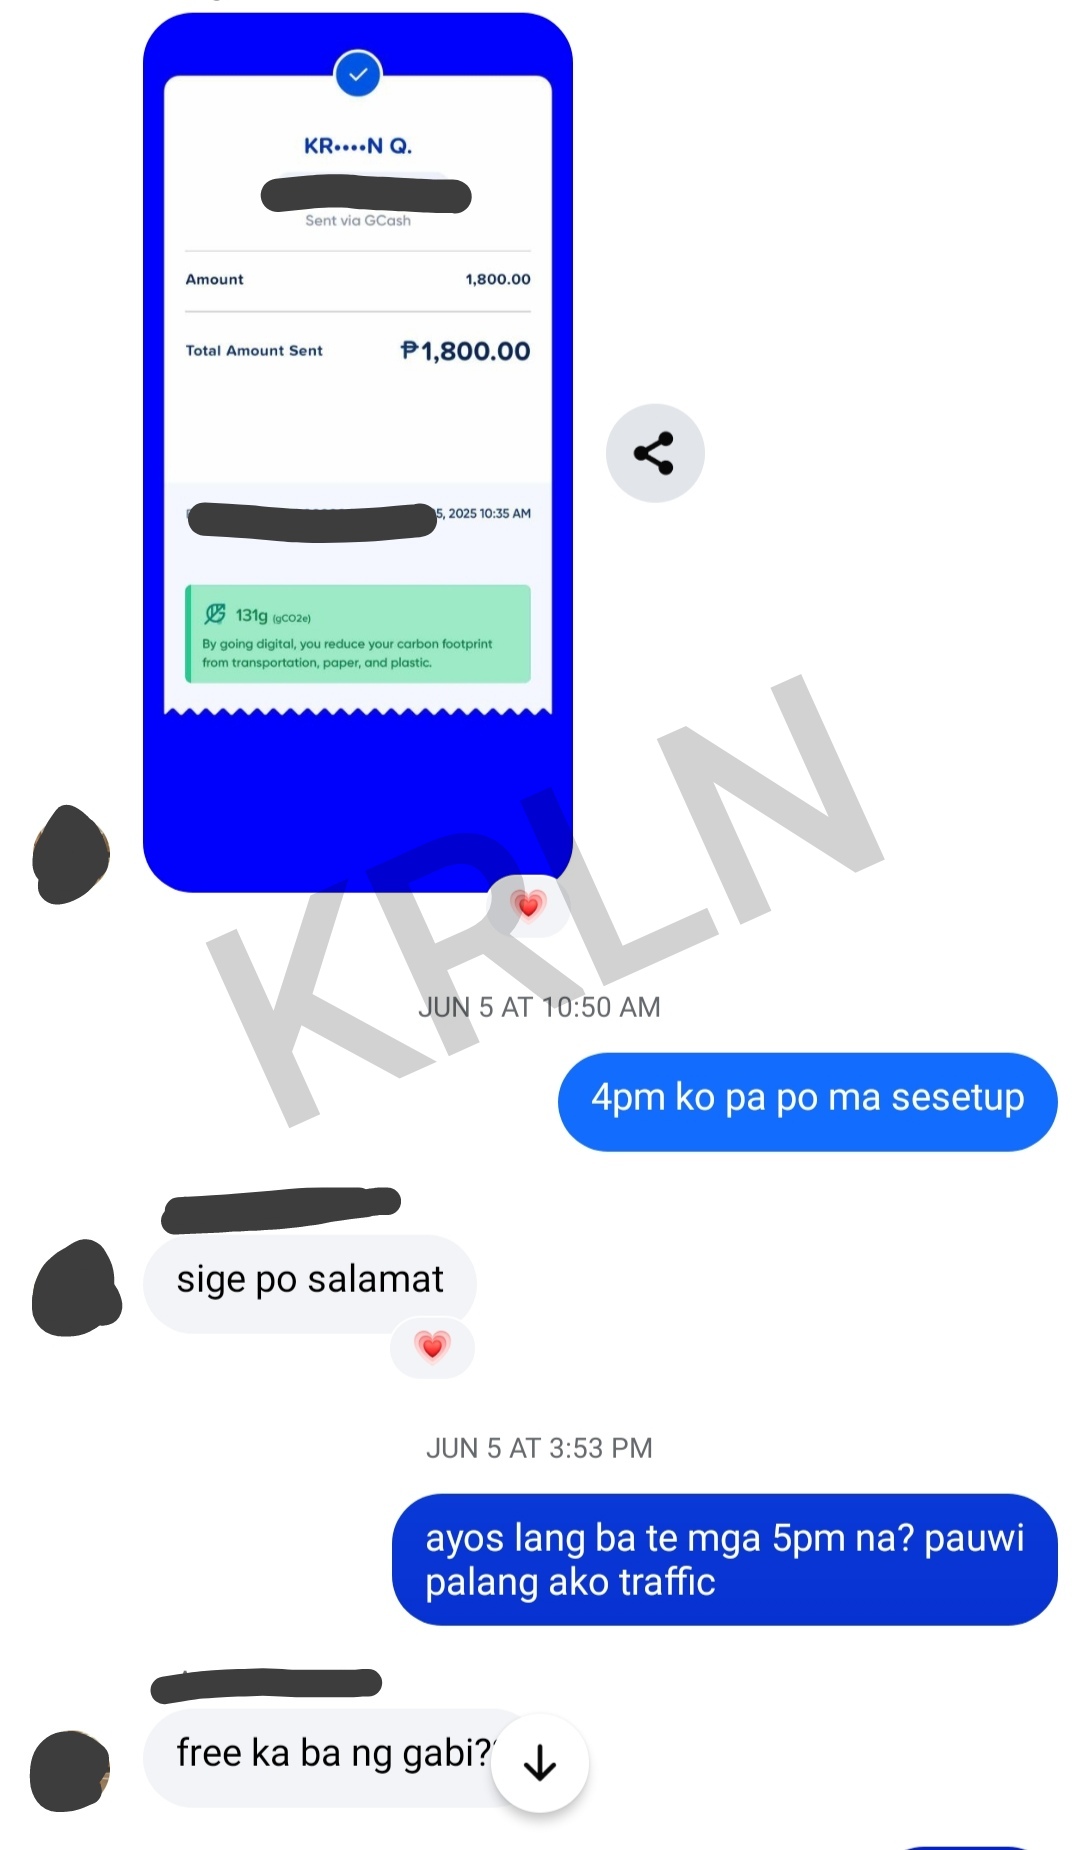 KR••••N Q.
Sent via GCash
Amount 1,800.00
Total Amount Sent ₱1,800.00
5, 2025 10:35 AM
131g (gCO2e)
By going digital, you reduce your carbon footprint
from transportation, paper, and plastic.
KRLN
JUN 5 AT 10:50 AM
4pm ko pa po ma sesetup
sige po salamat
JUN 5 AT 3:53 PM
ayos lang ba te mga 5pm na? pauwi
palang ako traffic
free ka ba ng gabi?